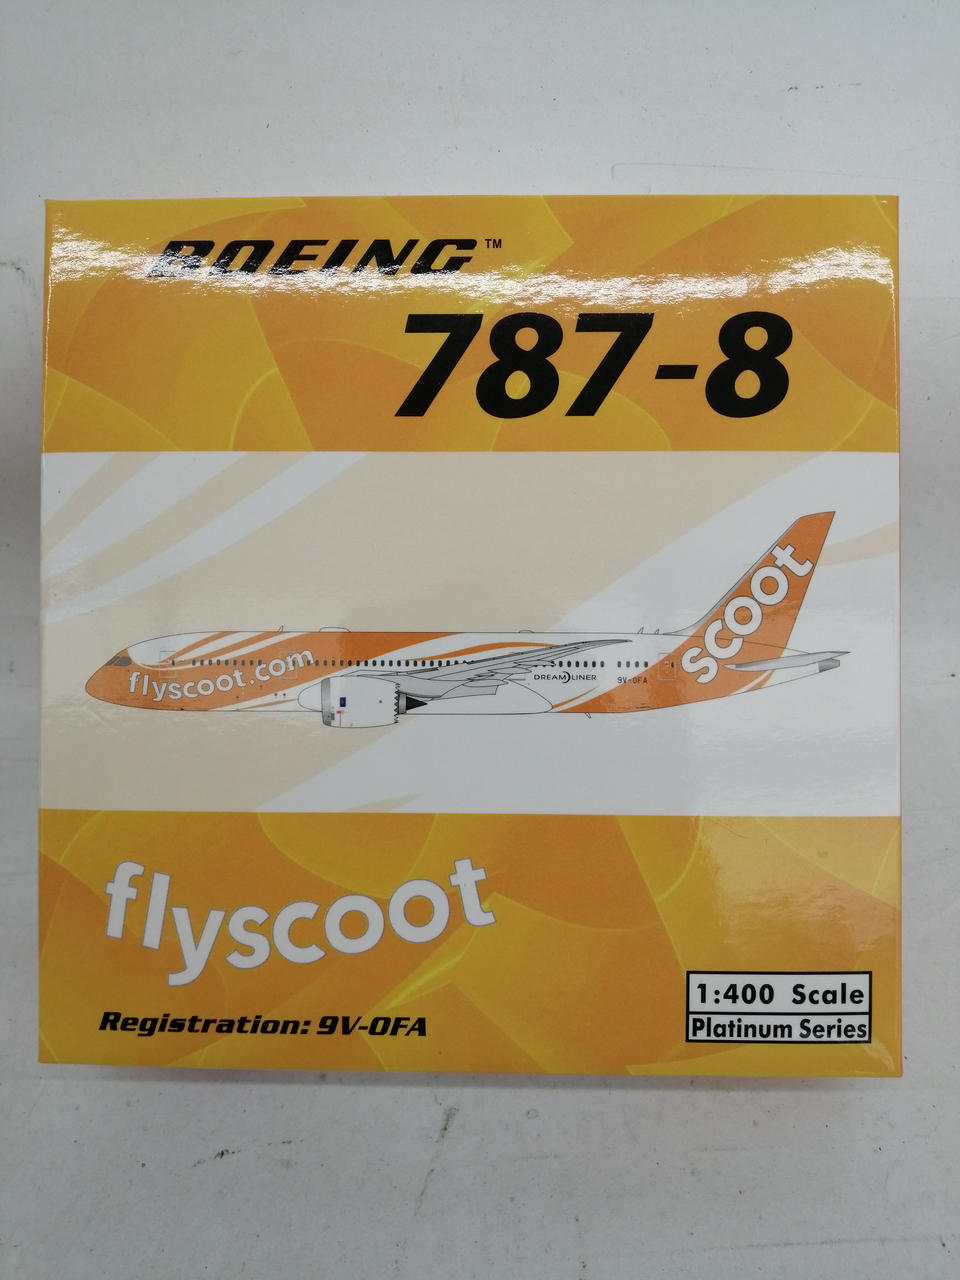 BOEING™
787-8
scoot
flyscoot.com
DREAMLINER
9V-OFA
flyscoot
Registration: 9V-OFA
1:400 Scale
Platinum Series